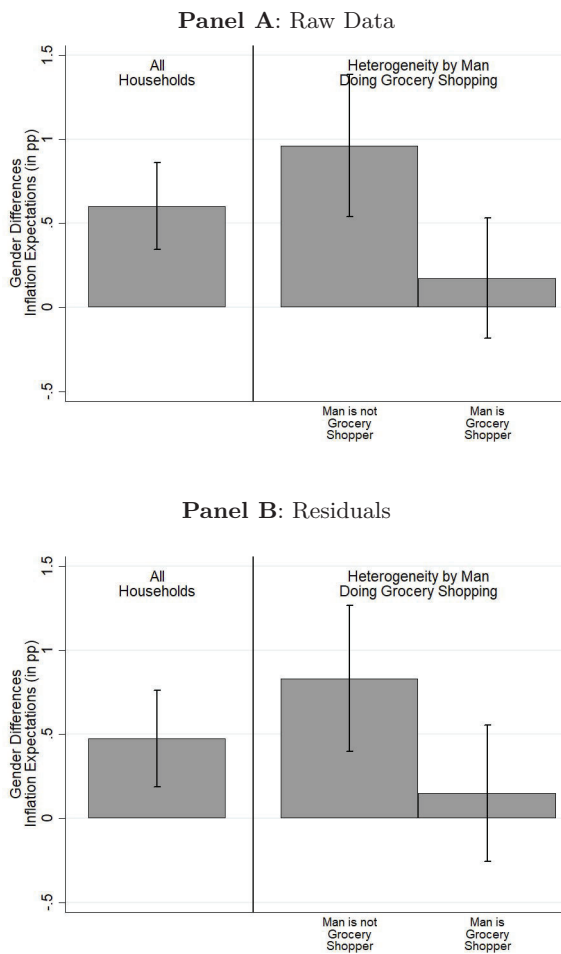 Panel A: Raw Data
All
Households
Heterogeneity by Man
Doing Grocery Shopping
Gender Differences
Inflation Expectations (in pp)
1.5
1
.5
0
-.5
Man is not
Grocery
Shopper
Man is
Grocery
Shopper
Panel B: Residuals
All
Households
Heterogeneity by Man
Doing Grocery Shopping
Gender Differences
Inflation Expectations (in pp)
1.5
1
.5
0
-.5
Man is not
Grocery
Shopper
Man is
Grocery
Shopper